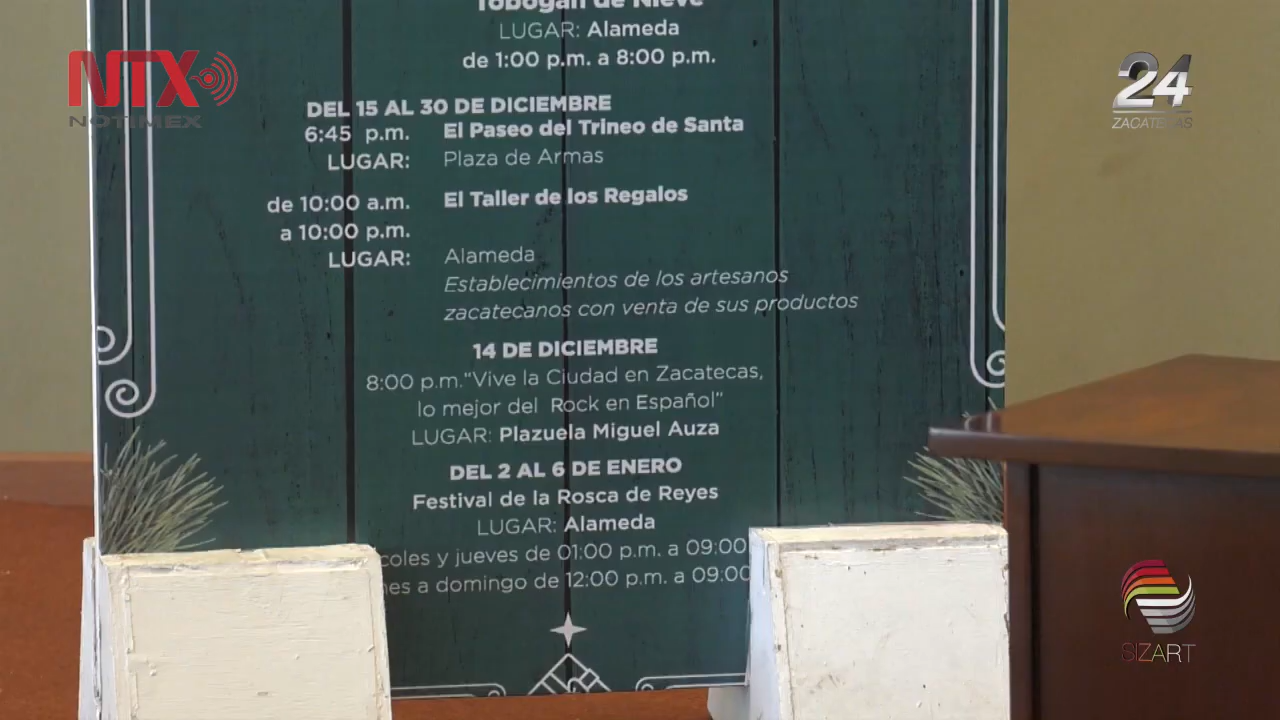 Tobogán de Nieve
LUGAR: Alameda
de 1:00 p.m. a 8:00 p.m.
DEL 15 AL 30 DE DICIEMBRE
6:45 p.m. El Paseo del Trineo de Santa
LUGAR: Plaza de Armas
de 10:00 a.m. El Taller de los Regalos
a 10:00 p.m.
LUGAR: Alameda
Establecimientos de los artesanos
zacatecanos con venta de sus productos
14 DE DICIEMBRE
8:00 p.m."Vive la Ciudad en Zacatecas,
lo mejor del Rock en Español"
LUGAR: Plazuela Miguel Auza
DEL 2 AL 6 DE ENERO
Festival de la Rosca de Reyes
LUGAR: Alameda
coles y jueves de 01:00 p.m. a 09:00
nes a domingo de 12:00 p.m. a 09:00
NTX
NOTIMEX
24
ZACATECAS
SIZART